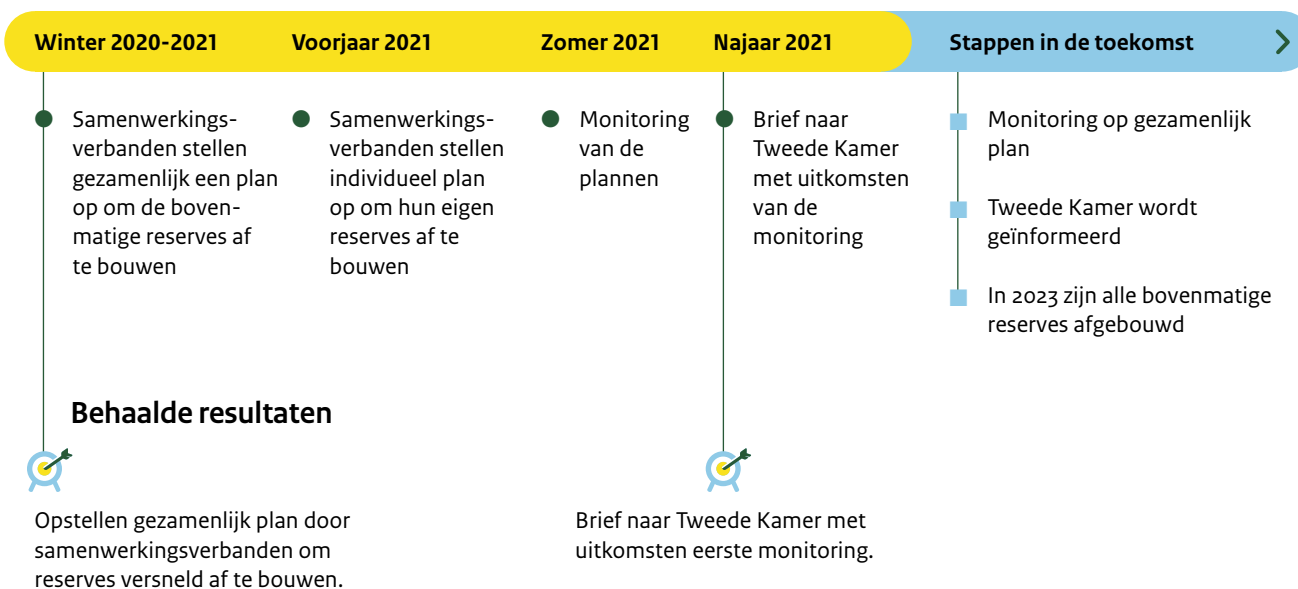 Winter 2020-2021
Voorjaar 2021
Zomer 2021
Najaar 2021
Stappen in de toekomst
Samenwerkings-
verbanden stellen
gezamenlijk een plan
op om de boven-
matige reserves af
te bouwen
Samenwerkings-
verbanden stellen
individueel plan
op om hun eigen
reserves af te
bouwen
Monitoring
van de
plannen
Brief naar
Tweede Kamer
met uitkomsten
van de
monitoring
Monitoring op gezamenlijk
plan
Tweede Kamer wordt
geïnformeerd
In 2023 zijn alle bovenmatige
reserves afgebouwd
Behaalde resultaten
Opstellen gezamenlijk plan door
samenwerkingsverbanden om
reserves versneld af te bouwen.
Brief naar Tweede Kamer met
uitkomsten eerste monitoring.